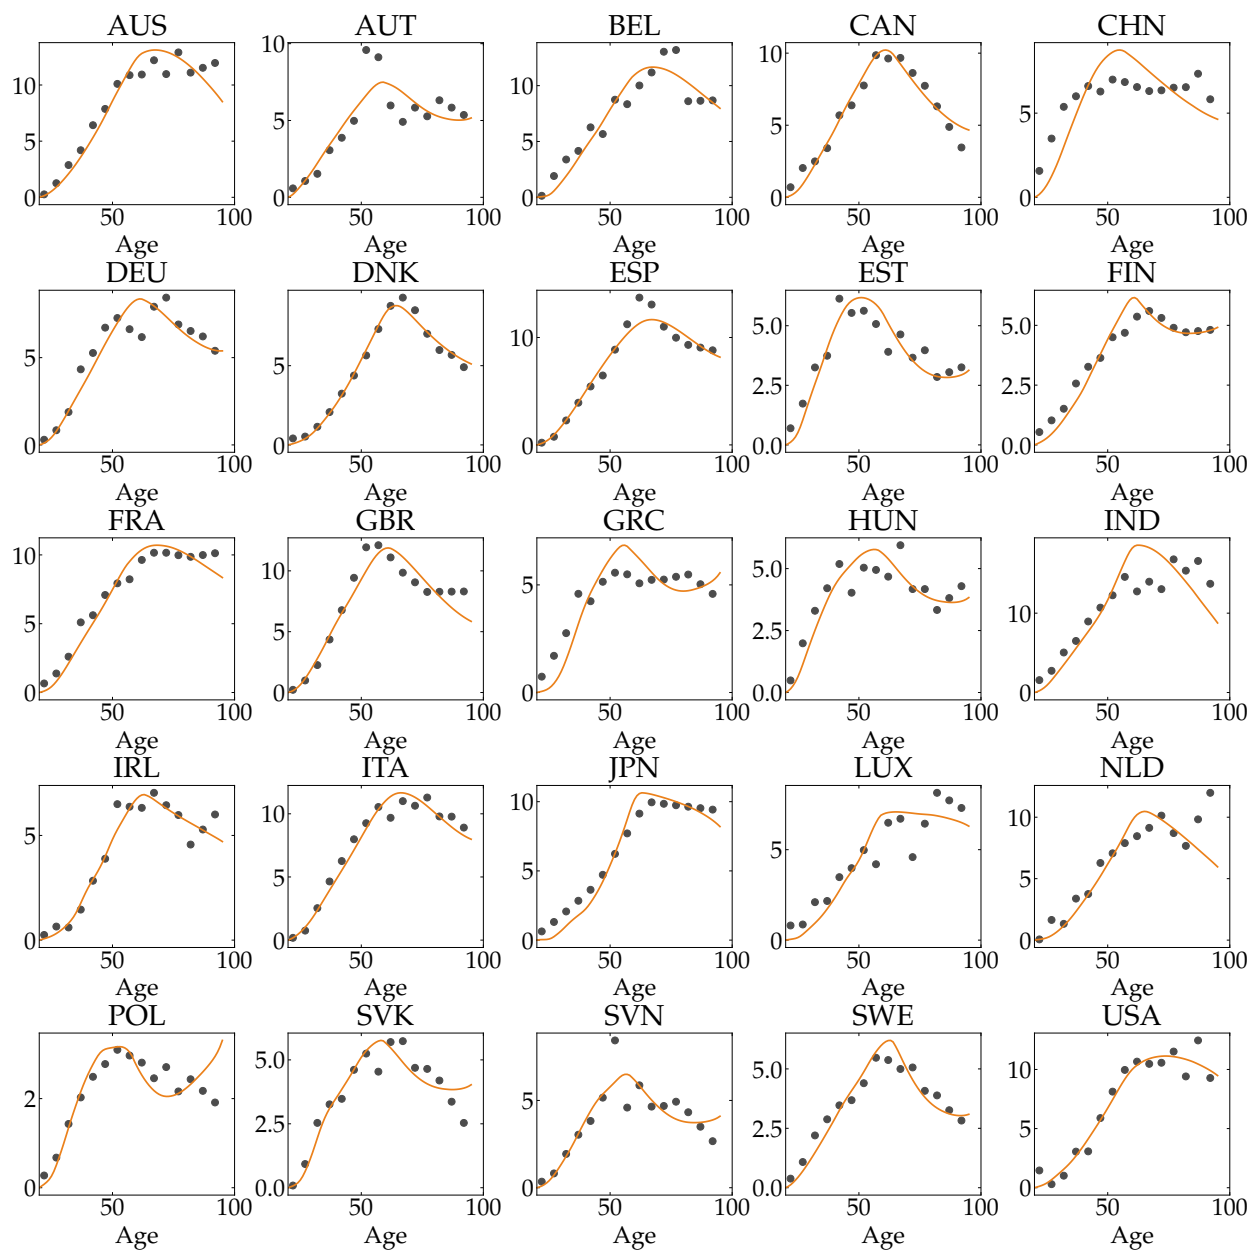 AUS AUT BEL CAN CHN
10 5 0 10 5 0 10 5 0 10 5 0 10 5 0
50 100 50 100 50 100 50 100 50 100
Age Age Age Age Age
DEU DNK ESP EST FIN
5 0 5 0 10 0 5.0 2.5 0.0 5.0 2.5 0.0
50 100 50 100 50 100 50 100 50 100
Age Age Age Age Age
FRA GBR GRC HUN IND
10 5 0 10 5 0 5 0 5.0 2.5 0.0 10 0
50 100 50 100 50 100 50 100 50 100
Age Age Age Age Age
IRL ITA JPN LUX NLD
5 0 10 5 0 10 5 0 5 0 10 5 0
50 100 50 100 50 100 50 100 50 100
Age Age Age Age Age
POL SVK SVN SWE USA
2 0 5.0 2.5 0.0 5 0 5.0 2.5 0.0 10 5 0
50 100 50 100 50 100 50 100 50 100
Age Age Age Age Age